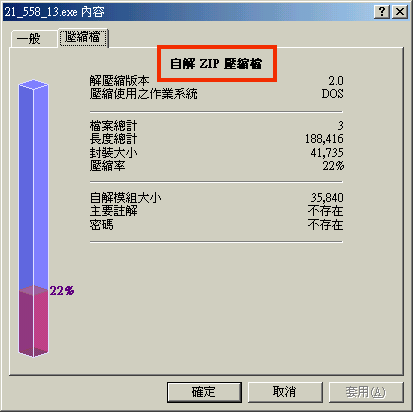 21_558_13.exe 內容
一般
壓縮檔
自解 ZIP 壓縮檔
解壓縮版本 2.0
壓縮使用之作業系統 DOS
檔案總計 3
長度總計 188,416
封裝大小 41,735
壓縮率 22%
自解模組大小 35,840
主要註解 不存在
密碼 不存在
22%
確定
取消
套用(A)